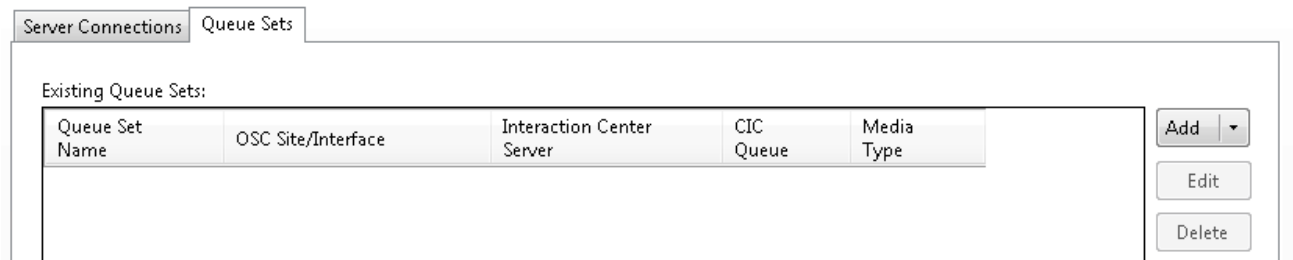 Server Connections Queue Sets
Existing Queue Sets:
Queue Set Name OSC Site/Interface Interaction Center Server CIC Queue Media Type Add
Edit
Delete